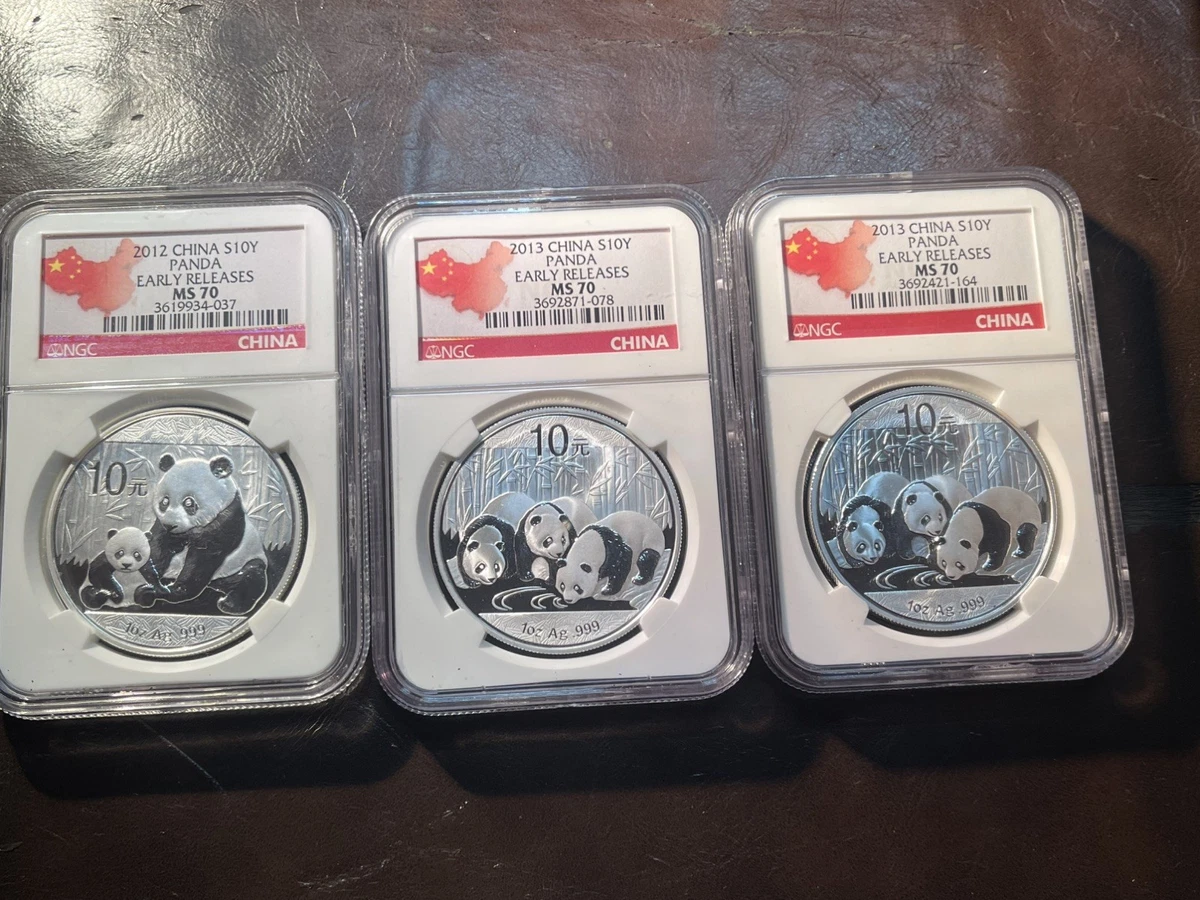 2012 CHINA S10Y
PANDA
EARLY RELEASES
MS 70
3619934-037
NGC CHINA
10元
1oz Ag .999
2013 CHINA S10Y
PANDA
EARLY RELEASES
MS 70
3692871-078
NGC CHINA
10元
1oz Ag .999
2013 CHINA S10Y
PANDA
EARLY RELEASES
MS 70
3692421-164
NGC CHINA
10元
1oz Ag .999